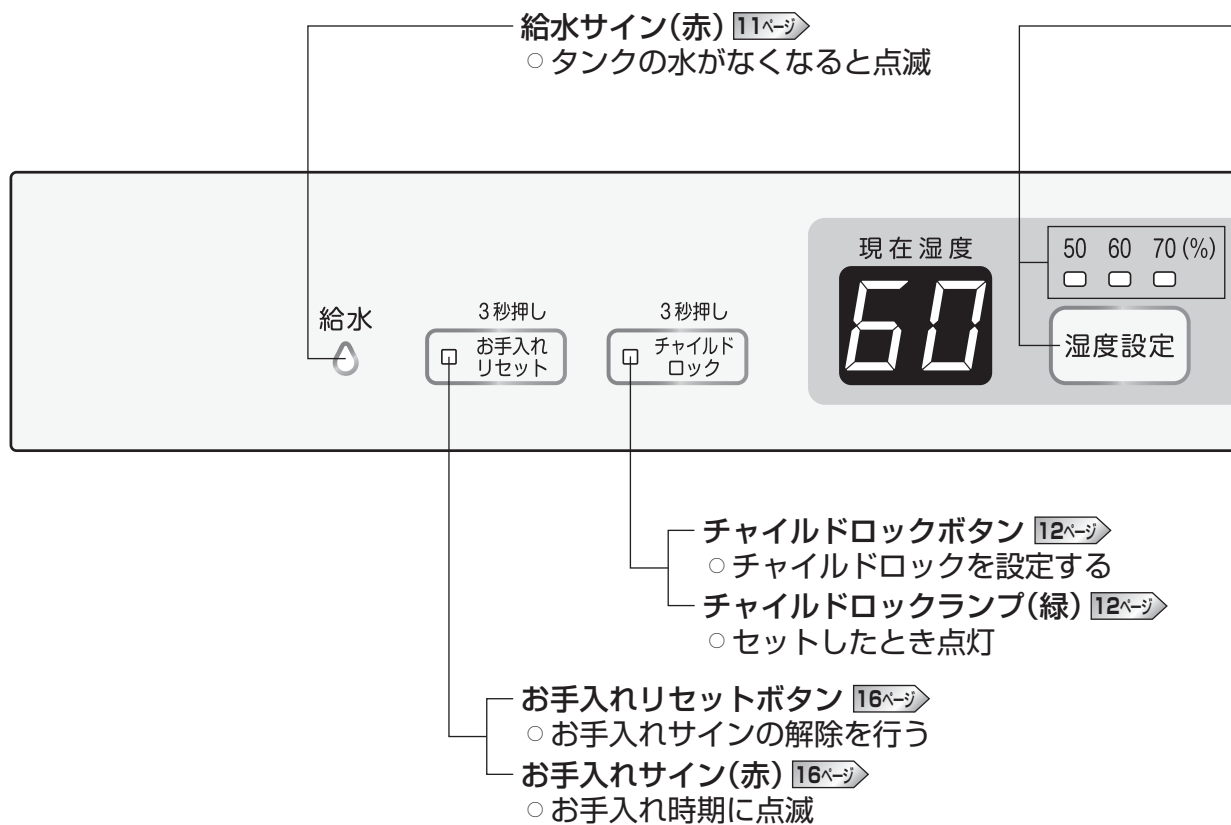 給水サイン(赤) 11ページ
○タンクの水がなくなると点滅
給水
3秒押し
お手入れ
リセット
3秒押し
チャイルド
ロック
現在湿度
60
50 60 70(%)
湿度設定
チャイルドロックボタン 12ページ
○チャイルドロックを設定する
チャイルドロックランプ(緑) 12ページ
○セットしたとき点灯
お手入れリセットボタン 16ページ
○お手入れサインの解除を行う
お手入れサイン(赤) 16ページ
○お手入れ時期に点滅